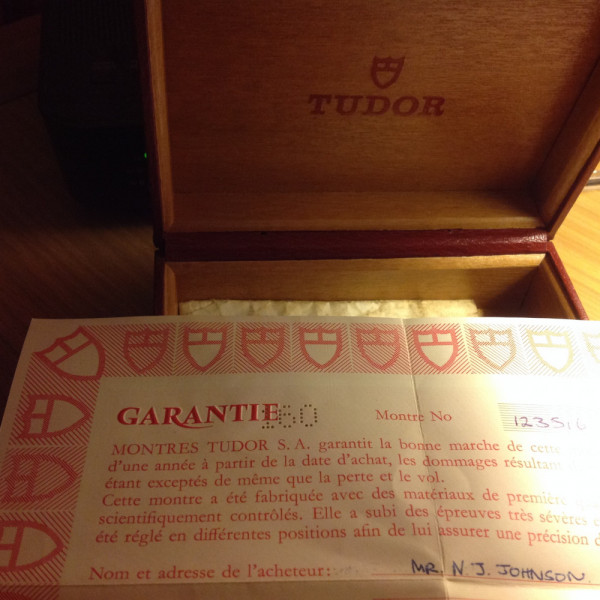 TUDOR
GARANTIE 160 Montre No
MONTRES TUDOR S.A. garantit la bonne marche de cette
d'une année à partir de la date d'achat, les dommages résultant
étant exceptés de même que la perte et le vol.
Cette montre a été fabriquée avec des matériaux de première
scientifiquement contrôlés. Elle a subi des épreuves très sévères
été réglé en différentes positions afin de lui assurer une précision
Nom et adresse de l'acheteur: MR. N. J. JOHNSON.